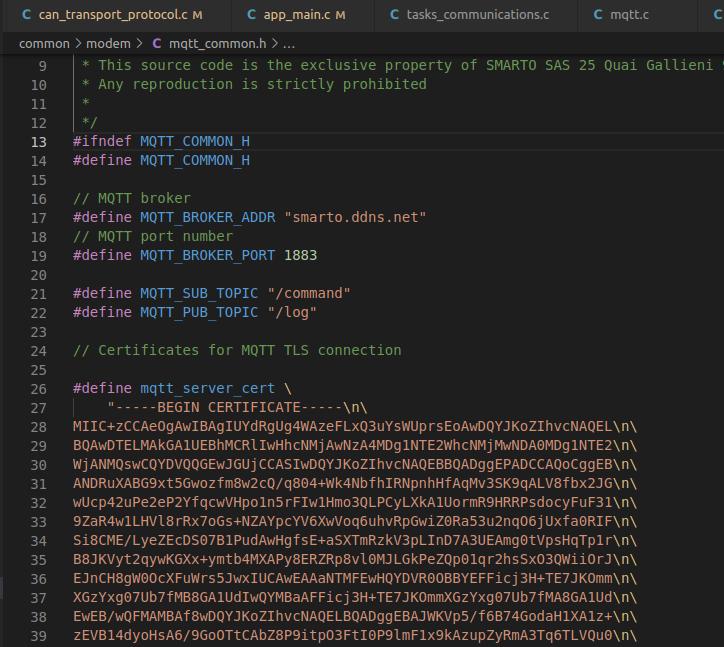 can_transport_protocol.c M
app_main.c M
tasks_communications.c
mqtt.c
common > modem > mqtt_common.h > ...
9 * This source code is the exclusive property of SMARTO SAS 25 Quai Gallieni
10 * Any reproduction is strictly prohibited
11 *
12 */
13 #ifndef MQTT_COMMON_H
14 #define MQTT_COMMON_H
15
16 // MQTT broker
17 #define MQTT_BROKER_ADDR "smarto.ddns.net"
18 // MQTT port number
19 #define MQTT_BROKER_PORT 1883
20
21 #define MQTT_SUB_TOPIC "/command"
22 #define MQTT_PUB_TOPIC "/log"
23
24 // Certificates for MQTT TLS connection
25
26 #define mqtt_server_cert \
27 "-----BEGIN CERTIFICATE-----\n\
28 MIIC+zCCAeOgAwIBAgIUYdRgUg4WAzeFLxQ3uYsWUprsEoAwDQYJKoZIhvcNAQEL\n\
29 BQAwDTELMAkGA1UEBhMCRlIwHhcNMjAwNzA4MDg1NTE2WhcNMjMwNDA0MDg1NTE2\n\
30 WjANMQswCQYDVQQGEwJGUjCCASIwDQYJKoZIhvcNAQEBBQADggEPADCCAQoCggEB\n\
31 ANDRuXABG9xt5Gwozfm8w2cQ/q804+Wk4NbfhIRNpnhHfAqMv3SK9qALV8fbx2JG\n\
32 wUcp42uPe2eP2YfqcwVHpo1n5rFIw1Hmo3QLPCyLXkA1UormR9HRRPsdocyFuF31\n\
33 9ZaR4w1LHVl8rRx7oGs+NZAYpcYV6XwVoq6uhvRpGwiZ0Ra53u2nqO6jUxfa0RIF\n\
34 Si8CME/LyeZEcDS07B1PudAwHgfsE+aSXTmRzkV3pLInD7A3UEAmg0tVpsHqTp1r\n\
35 B8JKVyt2qywKGXx+ymtb4MXAPy8ERZRp8vl0MJLGkPeZQp01qr2hsSxO3QWiiOrJ\n\
36 EJnCH8gW0OcXFuWrs5JwxIUCAwEAAaNTMFEwHQYDVR0OBBYEFFicj3H+TE7JKOmm\n\
37 XGzYxg07Ub7fMB8GA1UdIwQYMBaAFFicj3H+TE7JKOmmXGzYxg07Ub7fMA8GA1Ud\n\
38 EwEB/wQFMAMBAf8wDQYJKoZIhvcNAQELBQADggEBAJWKVp5/f6B74GodaH1XA1z+\n\
39 zEVB14dyoHsA6/9GoOTtCAbZ8P9itpO3FtI0P9lmF1x9kAzupZyRmA3Tq6TLVQu0\n\